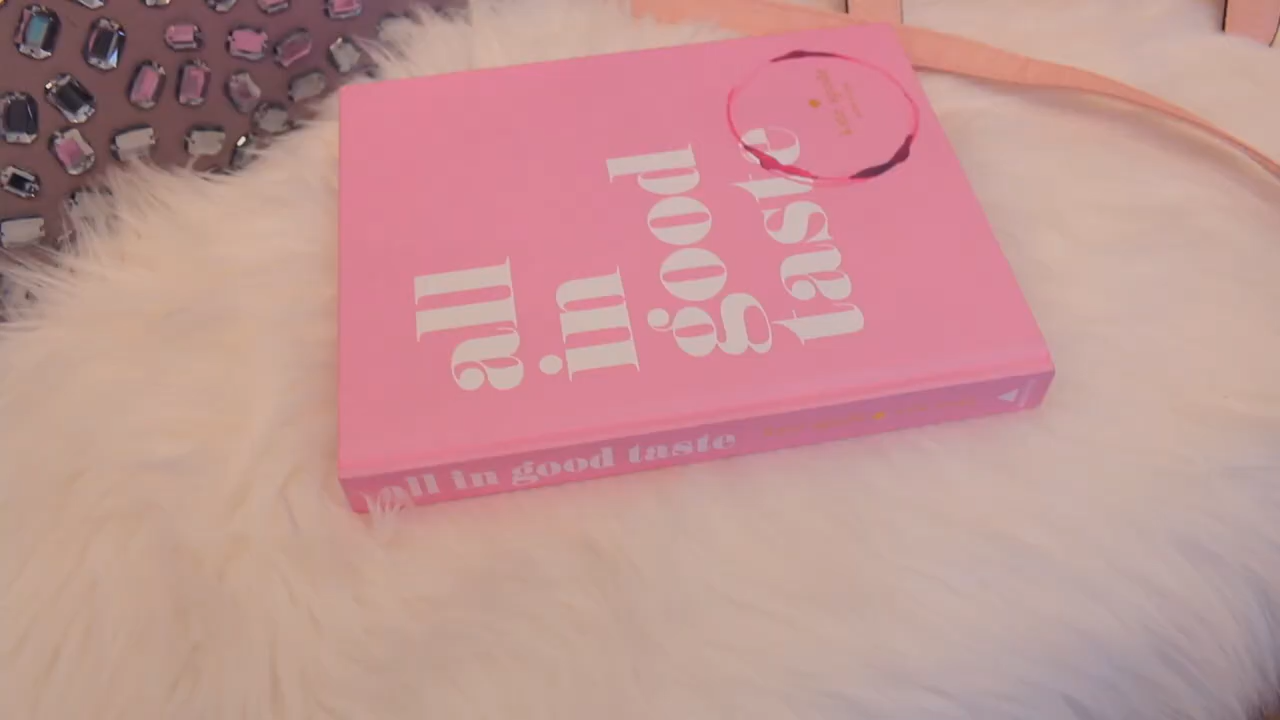 all
in
good
taste
all in good taste